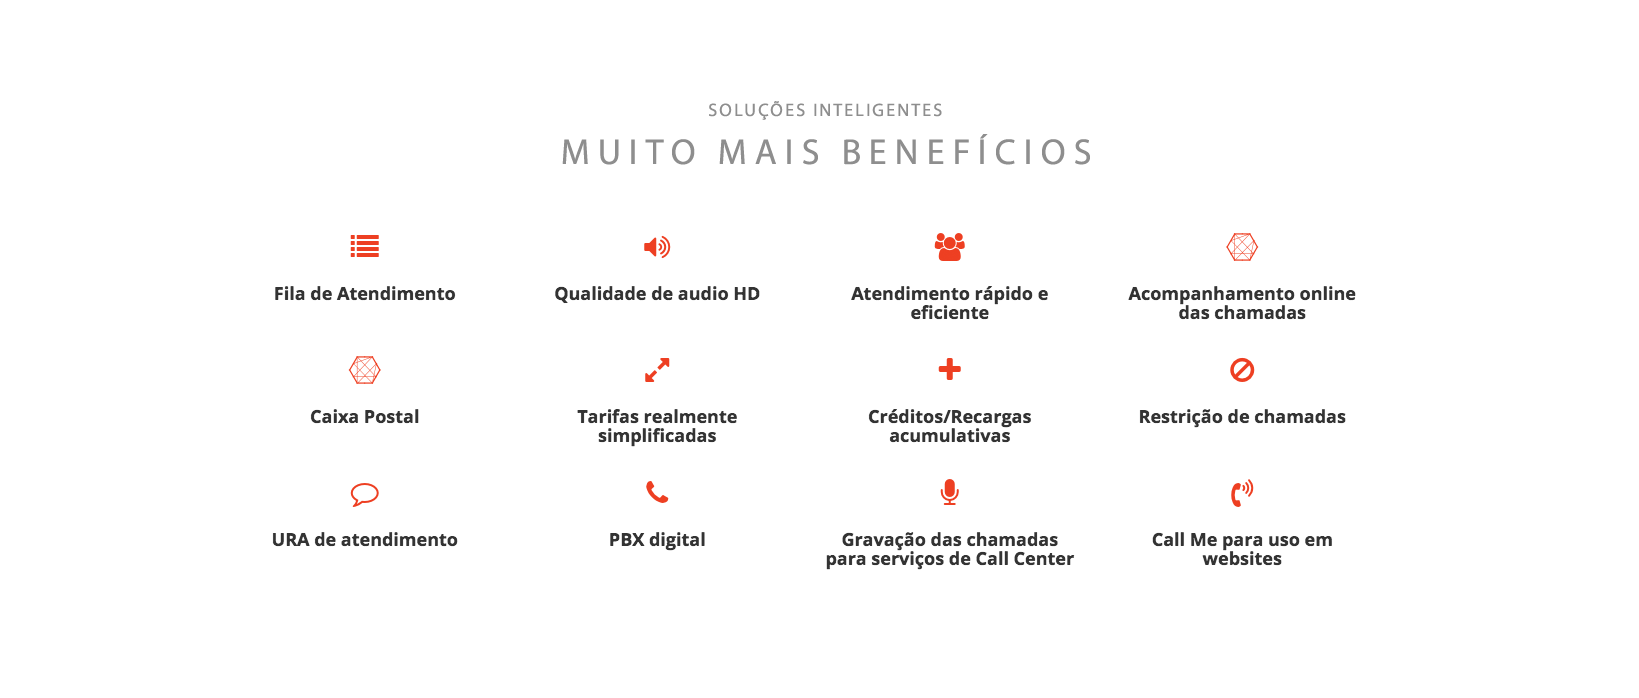 SOLUÇÕES INTELIGENTES
MUITO MAIS BENEFÍCIOS
Fila de Atendimento
Qualidade de audio HD
Atendimento rápido e
eficiente
Acompanhamento online
das chamadas
Caixa Postal
Tarifas realmente
simplificadas
Créditos/Recargas
acumulativas
Restrição de chamadas
URA de atendimento
PBX digital
Gravação das chamadas
para serviços de Call Center
Call Me para uso em
websites